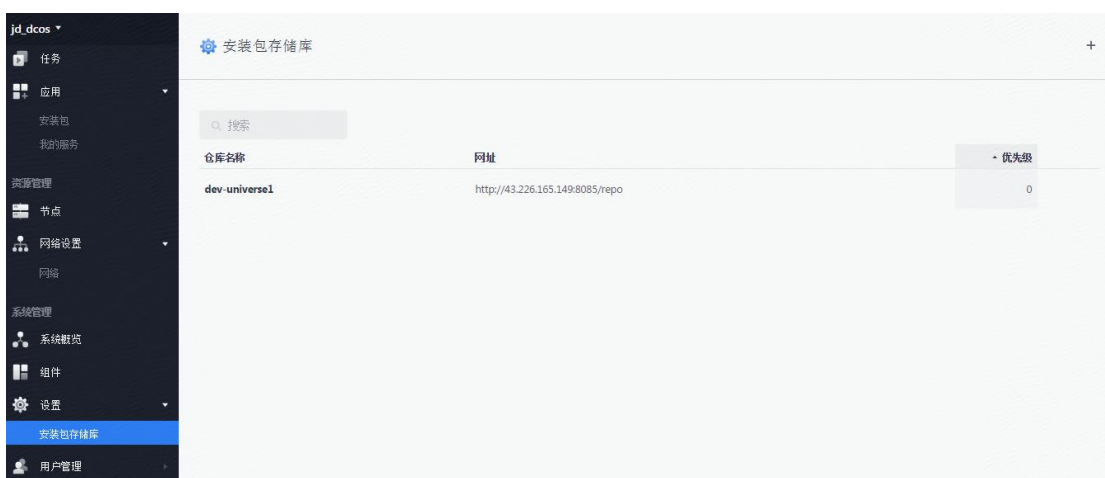 jd_dcos
任务
应用
安装包
我的服务
资源管理
节点
网络设置
网络
系统管理
系统概览
组件
设置
安装包存储库
用户管理
安装包存储库
+
搜索
仓库名称 网址 优先级
dev-universe1 http://43.226.165.149:8085/repo 0